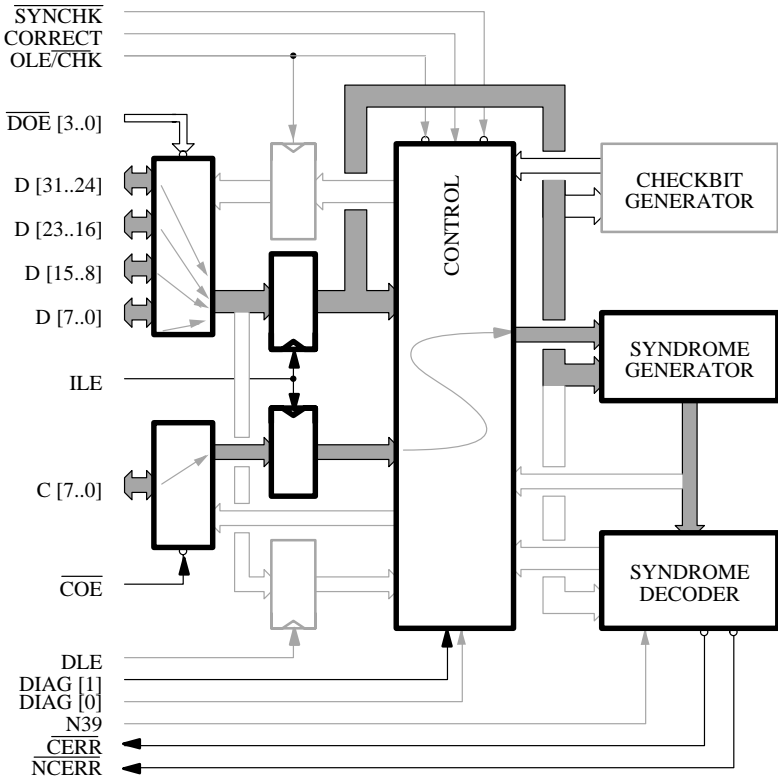 SYNCHK
CORRECT
OLE/CHK
DOE [3..0]
D [31..24]
D [23..16]
D [15..8]
D [7..0]
CONTROL
CHECKBIT
GENERATOR
SYNDROME
GENERATOR
ILE
C [7..0]
COE
SYNDROME
DECODER
DLE
DIAG [1]
DIAG [0]
N39
CERR
NCERR